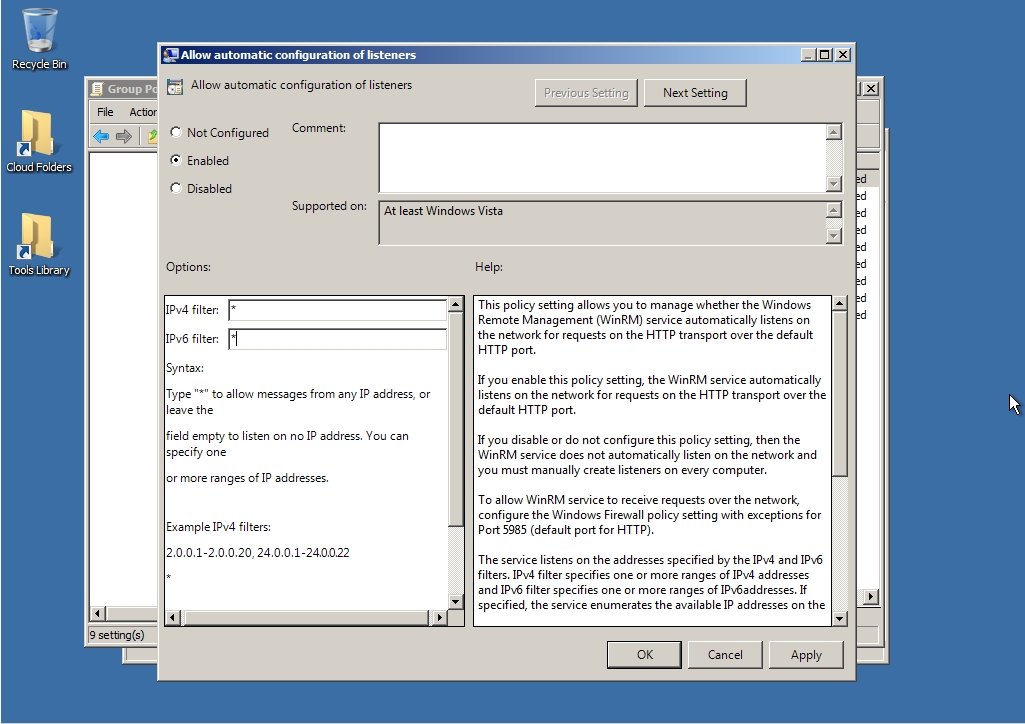 Recycle Bin
Cloud Folders
Tools Library
Group Po
File Action
9 setting(s)
Allow automatic configuration of listeners
Allow automatic configuration of listeners
Previous Setting
Next Setting
Not Configured
Enabled
Disabled
Comment:
Supported on:
At least Windows Vista
Options:
Help:
IPv4 filter: *
IPv6 filter: *
Syntax:
Type "*" to allow messages from any IP address, or
leave the
field empty to listen on no IP address. You can
specify one
or more ranges of IP addresses.
Example IPv4 filters:
2.0.0.1-2.0.0.20, 24.0.0.1-24.0.0.22
*
This policy setting allows you to manage whether the Windows
Remote Management (WinRM) service automatically listens on
the network for requests on the HTTP transport over the default
HTTP port.
If you enable this policy setting, the WinRM service automatically
listens on the network for requests on the HTTP transport over the
default HTTP port.
If you disable or do not configure this policy setting, then the
WinRM service does not automatically listen on the network and
you must manually create listeners on every computer.
To allow WinRM service to receive requests over the network,
configure the Windows Firewall policy setting with exceptions for
Port 5985 (default port for HTTP).
The service listens on the addresses specified by the IPv4 and IPv6
filters. IPv4 filter specifies one or more ranges of IPv4 addresses
and IPv6 filter specifies one or more ranges of IPv6addresses. If
specified, the service enumerates the available IP addresses on the
OK
Cancel
Apply
ed
ed
ed
ed
ed
ed
ed
ed
ed